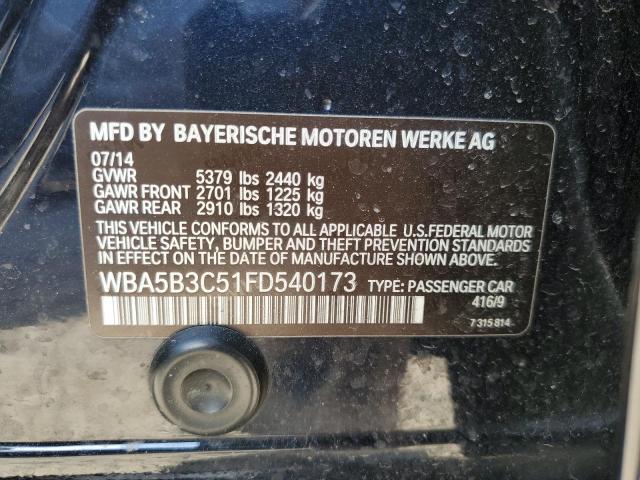 MFD BY BAYERISCHE MOTOREN WERKE AG
07/14
GVWR 5379 lbs 2440 kg
GAWR FRONT 2701 lbs 1225 kg
GAWR REAR 2910 lbs 1320 kg
THIS VEHICLE CONFORMS TO ALL APPLICABLE U.S.FEDERAL MOTOR
VEHICLE SAFETY, BUMPER AND THEFT PREVENTION STANDARDS
IN EFFECT ON THE DATE OF MANUFACTURE SHOWN ABOVE.
WBA5B3C51FD540173 TYPE: PASSENGER CAR
416/9
7 315 814